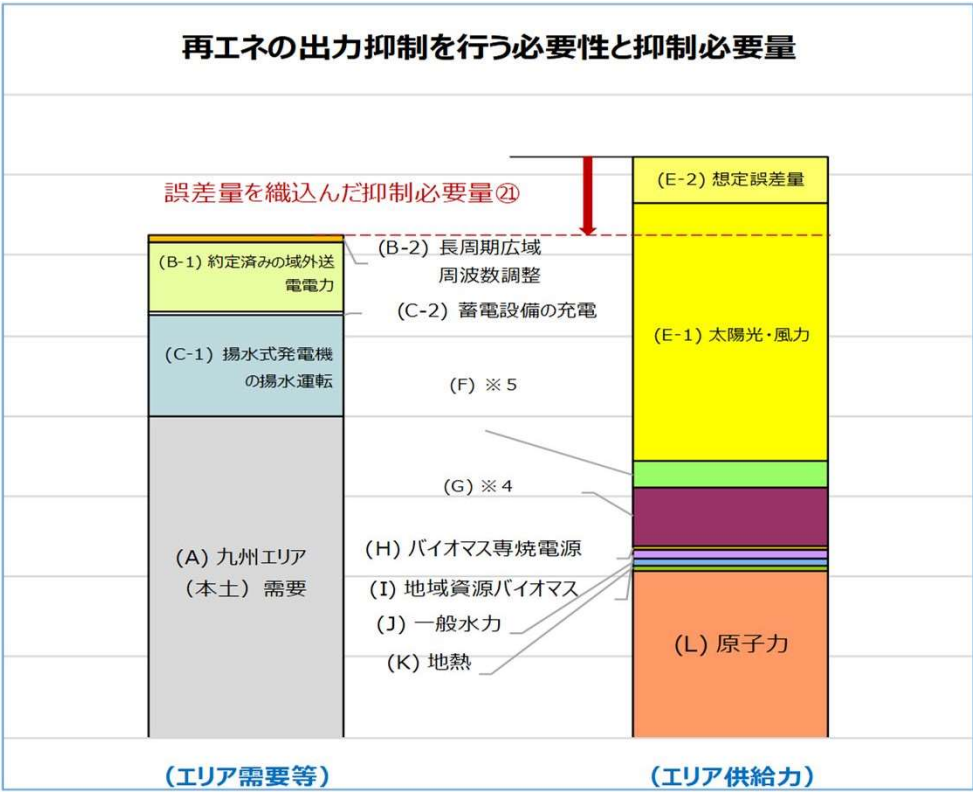 再エネの出力抑制を行う必要性と抑制必要量
誤差量を織込んだ抑制必要量㉑
(B-2) 長周期広域
周波数調整
(B-1) 約定済みの域外送
電電力
(C-2) 蓄電設備の充電
(C-1) 揚水式発電機
の揚水運転
(A) 九州エリア
（本土）需要
(E-2) 想定誤差量
(E-1) 太陽光・風力
(F) ※５
(G) ※４
(H) バイオマス専焼電源
(I) 地域資源バイオマス
(J) 一般水力
(K) 地熱
(L) 原子力
(エリア需要等)
(エリア供給力)